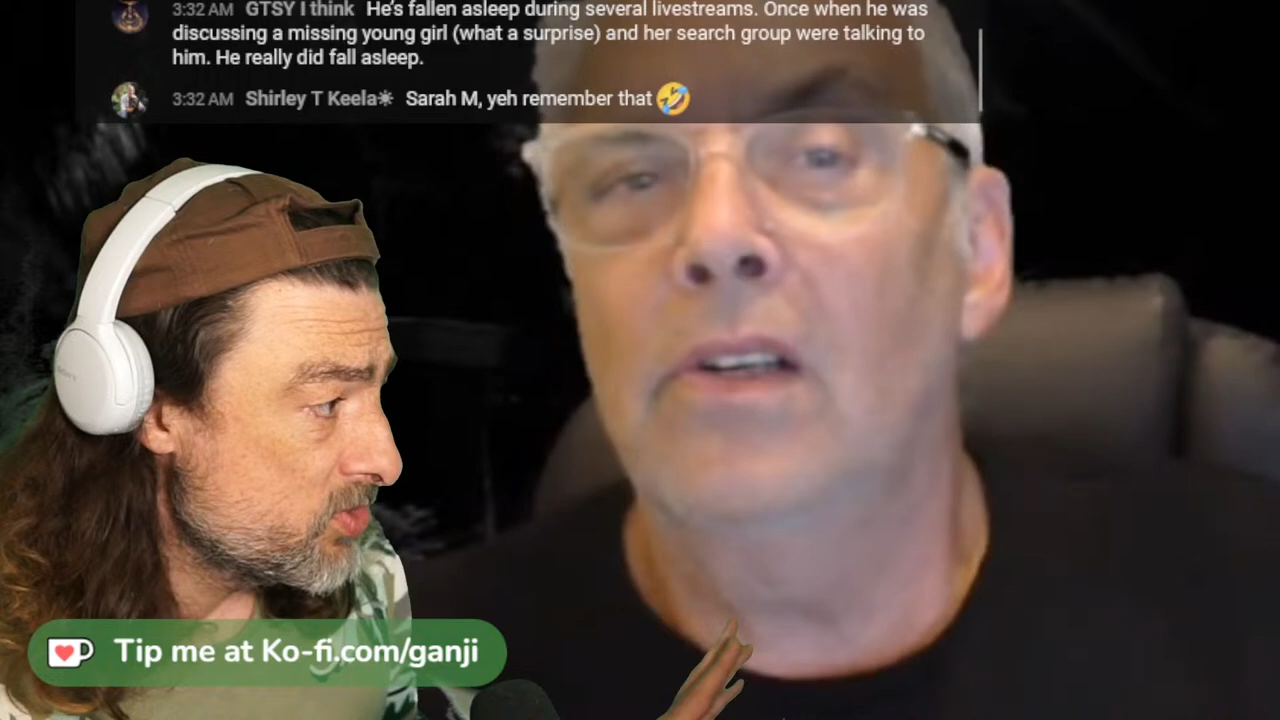 3:32 AM GTSY I think He's fallen asleep during several livestreams. Once when he was
discussing a missing young girl (what a surprise) and her search group were talking to
him. He really did fall asleep.
3:32 AM Shirley T Keela☀ Sarah M, yeh remember that 🤣
Tip me at Ko-fi.com/ganji